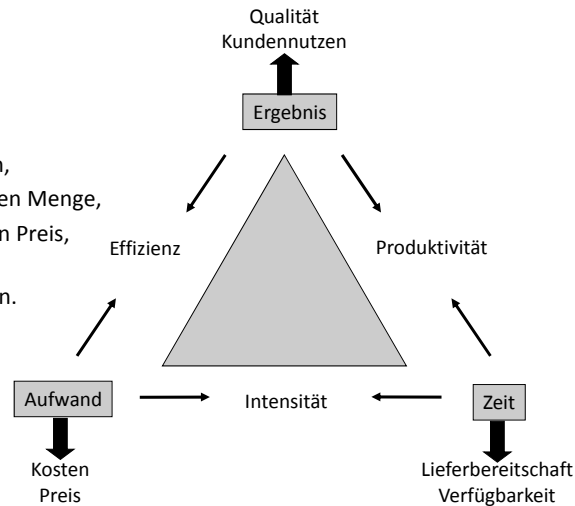 Qualität
Kundennutzen
Ergebnis
n,
en Menge,
n Preis,
n.
Effizienz
Produktivität
Aufwand
Intensität
Zeit
Kosten
Preis
Lieferbereitschaft
Verfügbarkeit